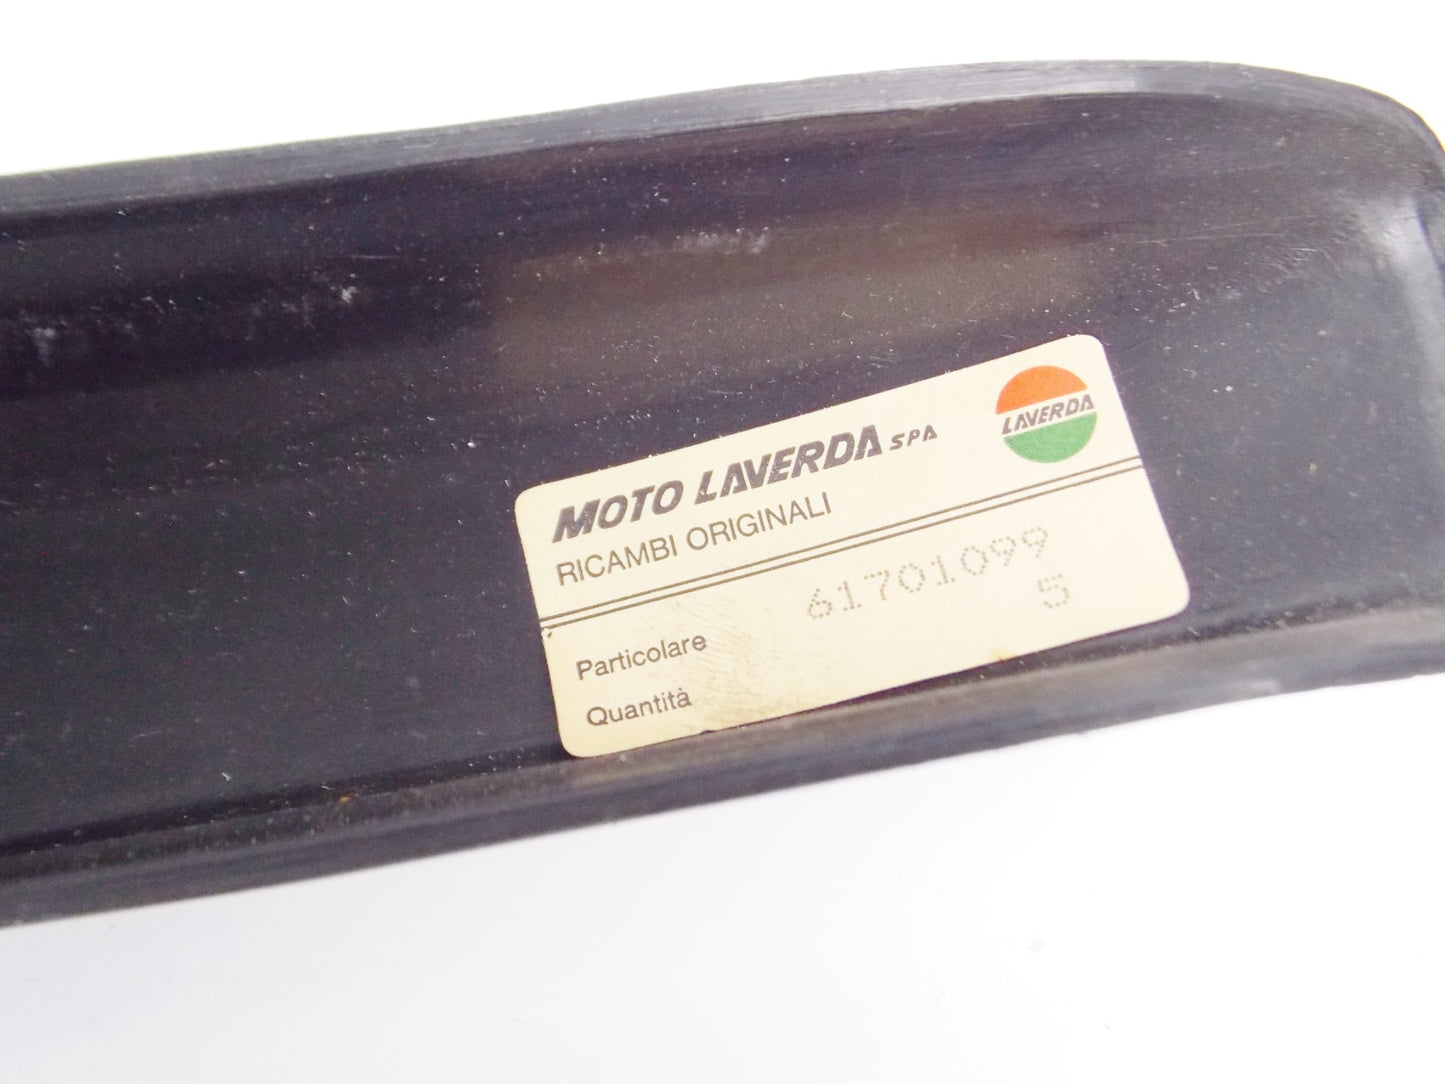 MOTO LAVERDA SPA
LAVERDA
RICAMBI ORIGINALI
Particolare 61701099
Quantità 5